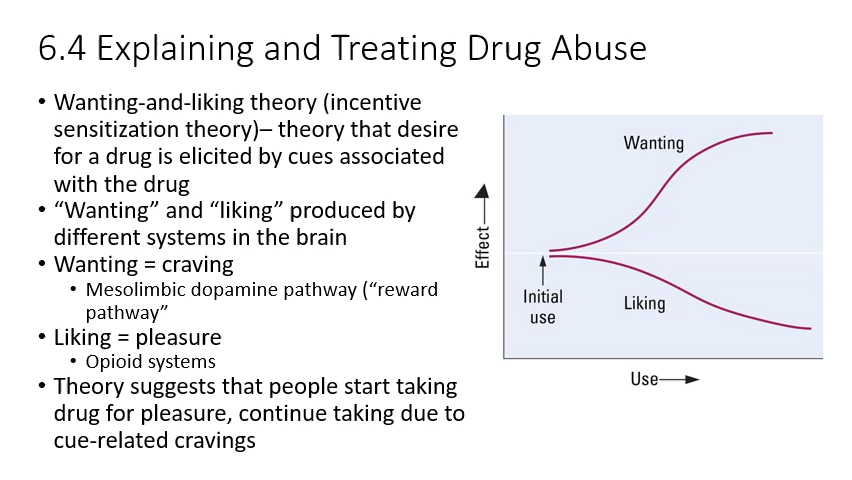 6.4 Explaining and Treating Drug Abuse
• Wanting-and-liking theory (incentive
sensitization theory)– theory that desire
for a drug is elicited by cues associated
with the drug
• “Wanting” and “liking” produced by
different systems in the brain
• Wanting = craving
• Mesolimbic dopamine pathway (“reward
pathway”
• Liking = pleasure
• Opioid systems
• Theory suggests that people start taking
drug for pleasure, continue taking due to
cue-related cravings
Wanting
Effect
Initial
use
Liking
Use